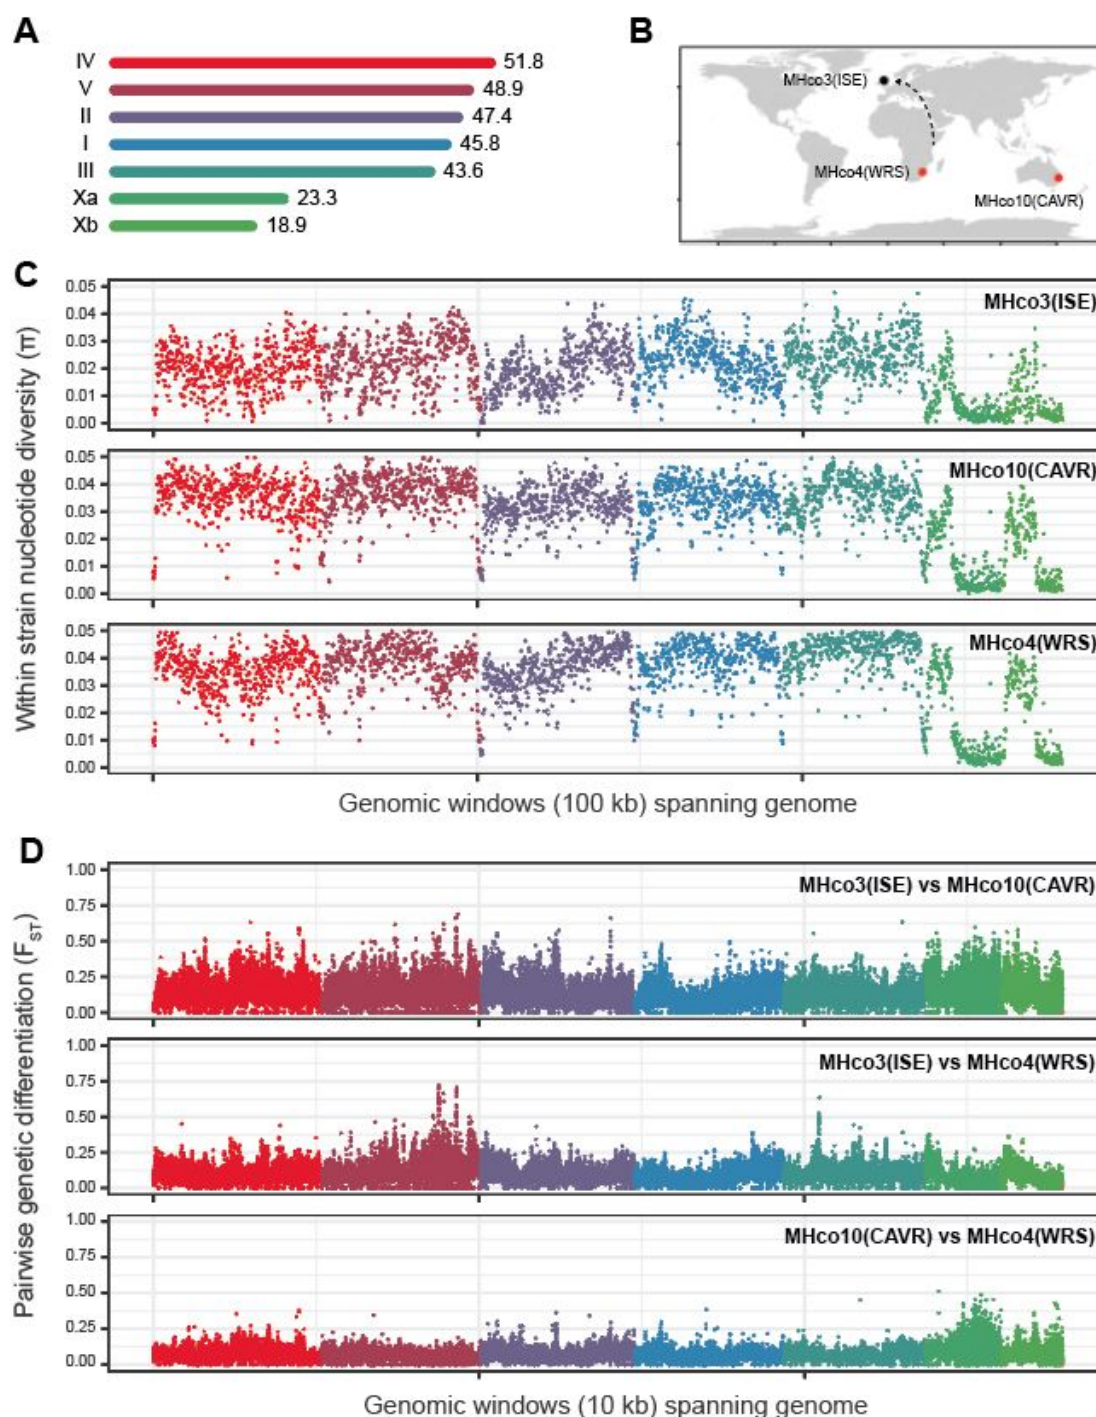 A
IV 51.8
V 48.9
II 47.4
I 45.8
III 43.6
Xa 23.3
Xb 18.9
B
MHco3(ISE)
MHco4(WRS)
MHco10(CAVR)
C
Within strain nucleotide diversity (π)
0.05
0.04
0.03
0.02
0.01
0.00
MHco3(ISE)
0.05
0.04
0.03
0.02
0.01
0.00
MHco10(CAVR)
0.05
0.04
0.03
0.02
0.01
0.00
MHco4(WRS)
Genomic windows (100 kb) spanning genome
D
Pairwise genetic differentiation (FST)
1.00
0.75
0.50
0.25
0.00
MHco3(ISE) vs MHco10(CAVR)
1.00
0.75
0.50
0.25
0.00
MHco3(ISE) vs MHco4(WRS)
1.00
0.75
0.50
0.25
0.00
MHco10(CAVR) vs MHco4(WRS)
Genomic windows (10 kb) spanning genome